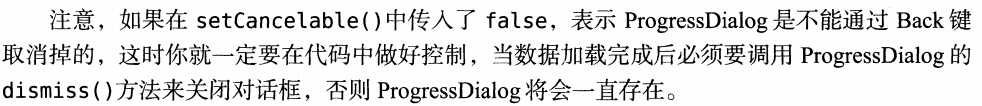 注意，如果在 setCancelable()中传入了 false，表示 ProgressDialog 是不能通过 Back 键
取消掉的，这时你就一定要在代码中做好控制，当数据加载完成后必须要调用 ProgressDialog 的
dismiss()方法来关闭对话框，否则 ProgressDialog 将会一直存在。